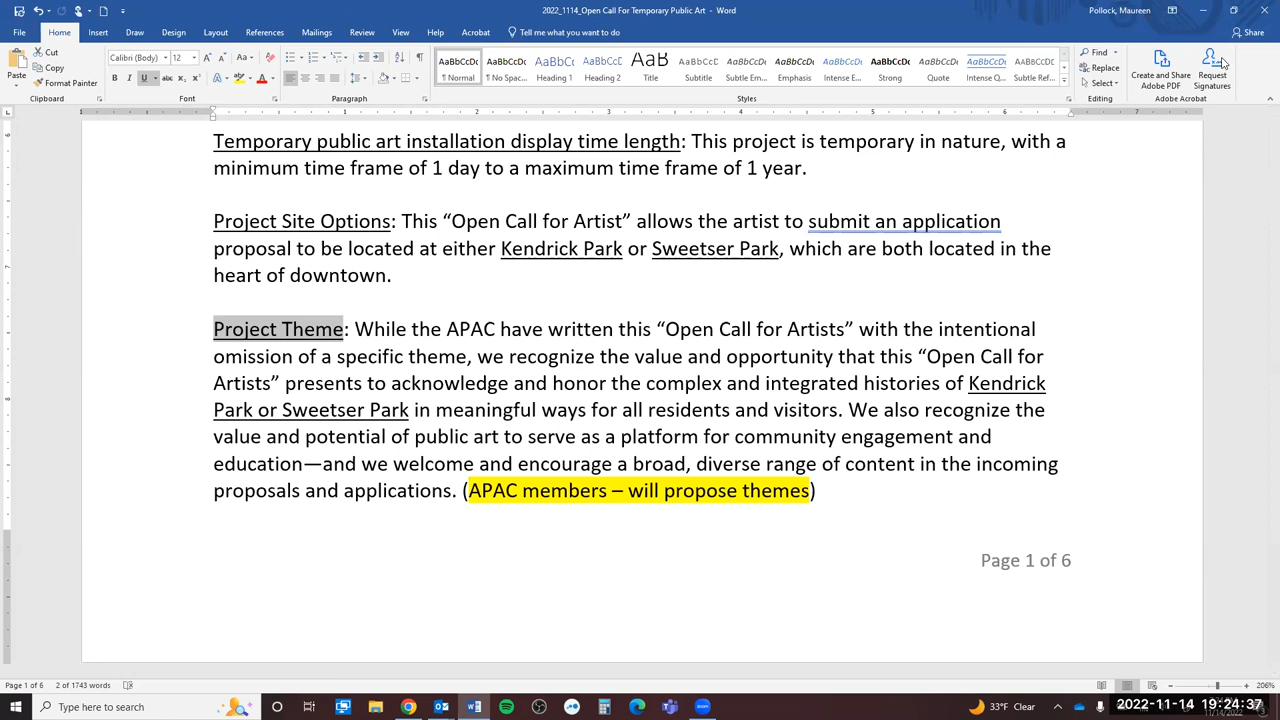 2022_1114_Open Call For Temporary Public Art - Word
Pollock, Maureen
File Home Insert Draw Design Layout References Mailings Review View Help Acrobat Tell me what you want to do Share
Paste
Cut
Copy
Format Painter
Clipboard
Calibri (Body) 12
Font
Paragraph
AaBbCcDc AaBbCcDc AaBbCc AaBbCcD AaB AaBbCcD AaBbCcDc AaBbCcDc AaBbCcDc AaBbCcDc AaBbCcDc AaBbCcDc AaBbCcDc
¶ Normal ¶ No Spac... Heading 1 Heading 2 Title Subtitle Subtle Em... Emphasis Intense E... Strong Quote Intense Q... Subtle Ref...
Styles
Find
Replace
Select
Editing
Create and Share Adobe PDF
Request Signatures
Adobe Acrobat
Temporary public art installation display time length: This project is temporary in nature, with a
minimum time frame of 1 day to a maximum time frame of 1 year.
Project Site Options: This “Open Call for Artist” allows the artist to submit an application
proposal to be located at either Kendrick Park or Sweetser Park, which are both located in the
heart of downtown.
Project Theme: While the APAC have written this “Open Call for Artists” with the intentional
omission of a specific theme, we recognize the value and opportunity that this “Open Call for
Artists” presents to acknowledge and honor the complex and integrated histories of Kendrick
Park or Sweetser Park in meaningful ways for all residents and visitors. We also recognize the
value and potential of public art to serve as a platform for community engagement and
education—and we welcome and encourage a broad, diverse range of content in the incoming
proposals and applications. (APAC members – will propose themes)
Page 1 of 6
Page 1 of 6 2 of 1743 words 206%
Type here to search
33°F Clear
2022-11-14 19:24:37